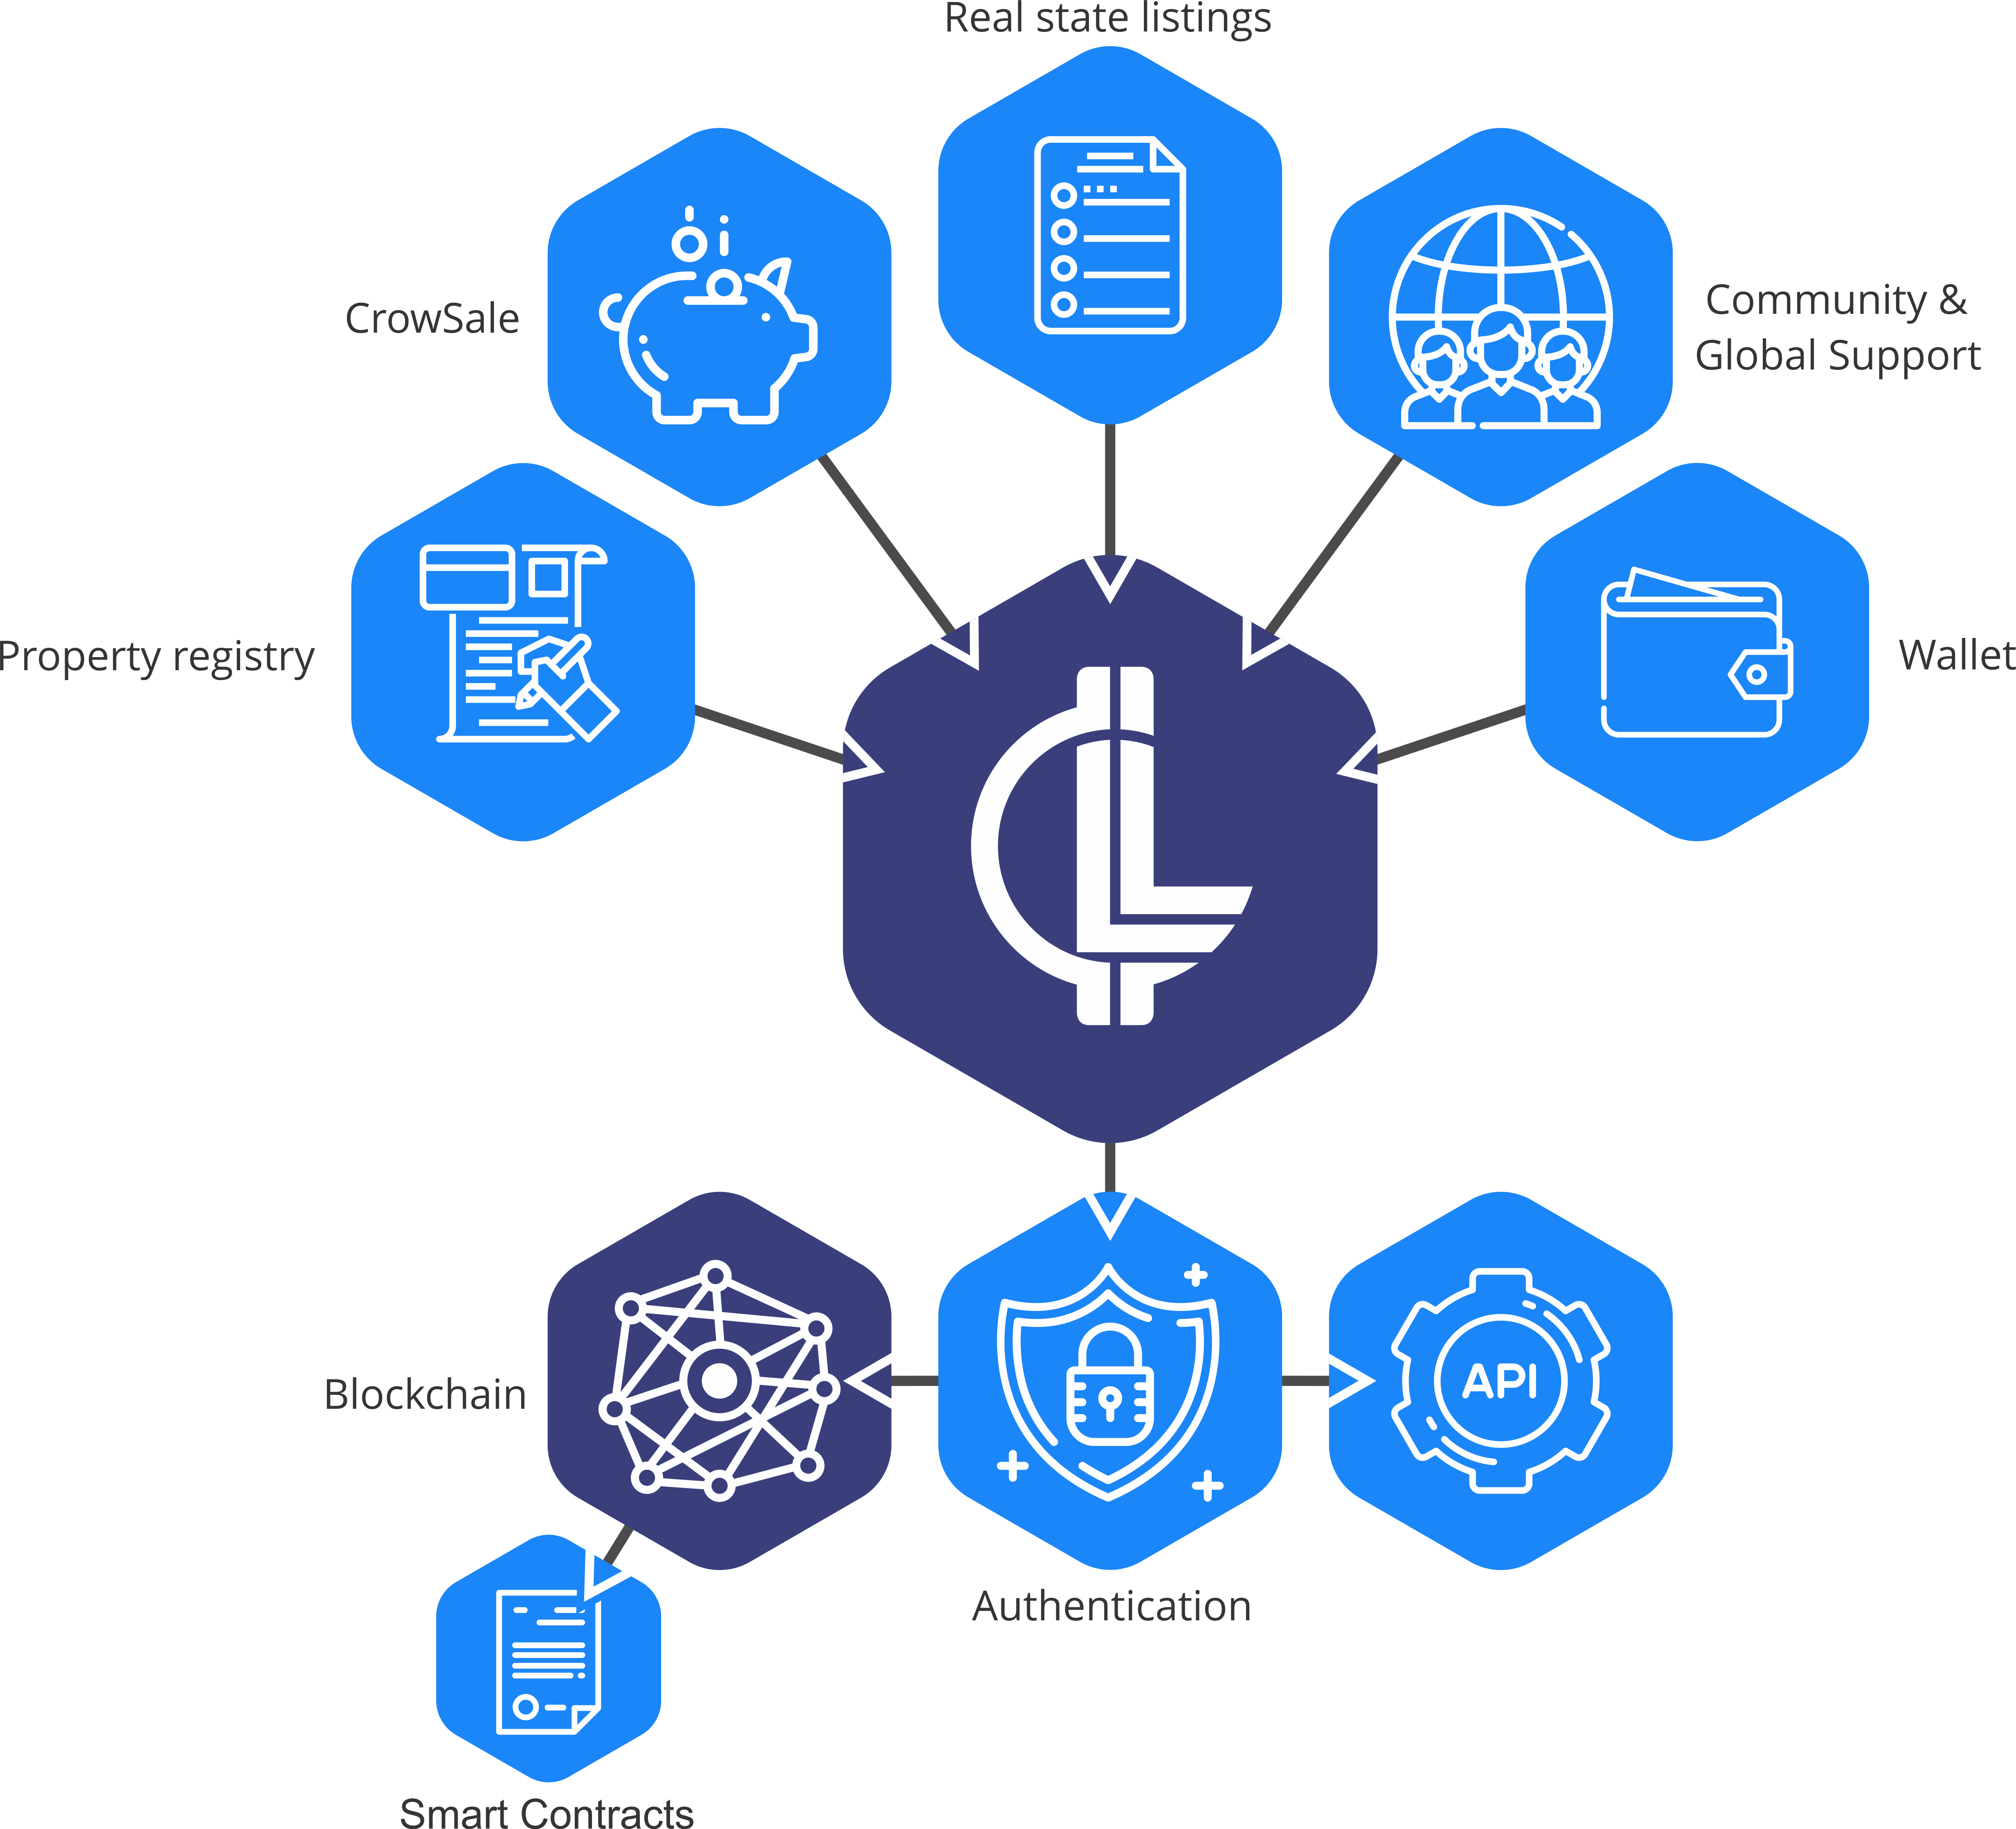 Real state listings
CrowSale
Community &
Global Support
Property registry
Wallet
API
Blockchain
Authentication
Smart Contracts